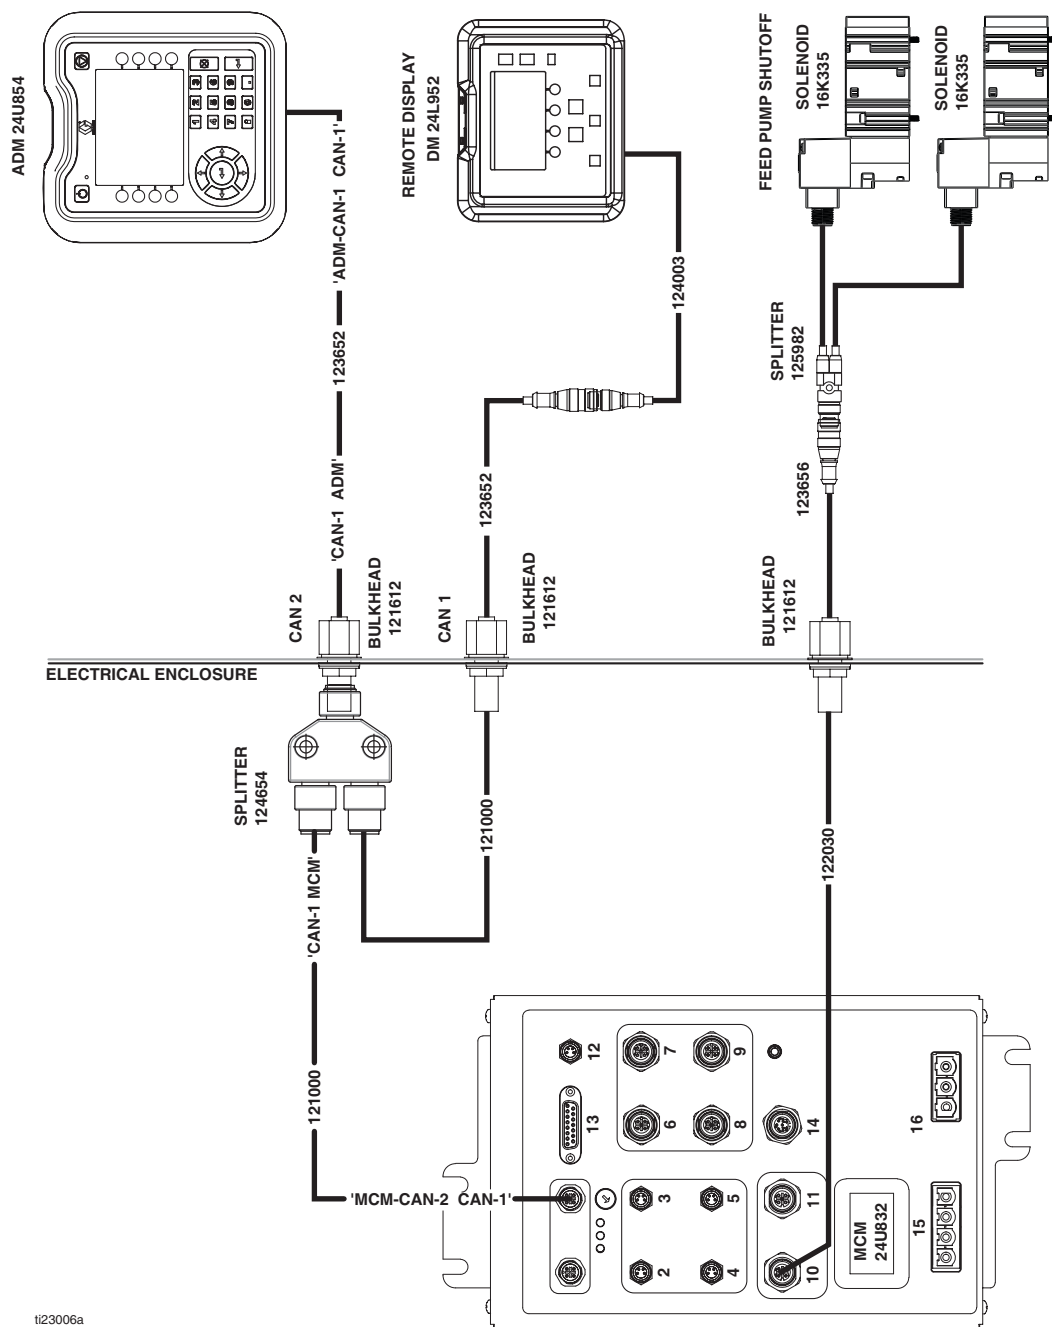 ADM 24U854
REMOTE DISPLAY
DM 24L952
FEED PUMP SHUTOFF
SOLENOID
16K335
SOLENOID
16K335
'ADM-CAN-1 CAN-1'
123652
'CAN-1 ADM'
124003
123652
SPLITTER
125982
123656
CAN 2
BULKHEAD
121612
CAN 1
BULKHEAD
121612
BULKHEAD
121612
ELECTRICAL ENCLOSURE
SPLITTER
124654
'CAN-1 MCM'
121000
121000
122030
'MCM-CAN-2 CAN-1'
12
13
7
9
6
8
14
16
3
5
2
4
11
10
MCM
24U832
15
ti23006a